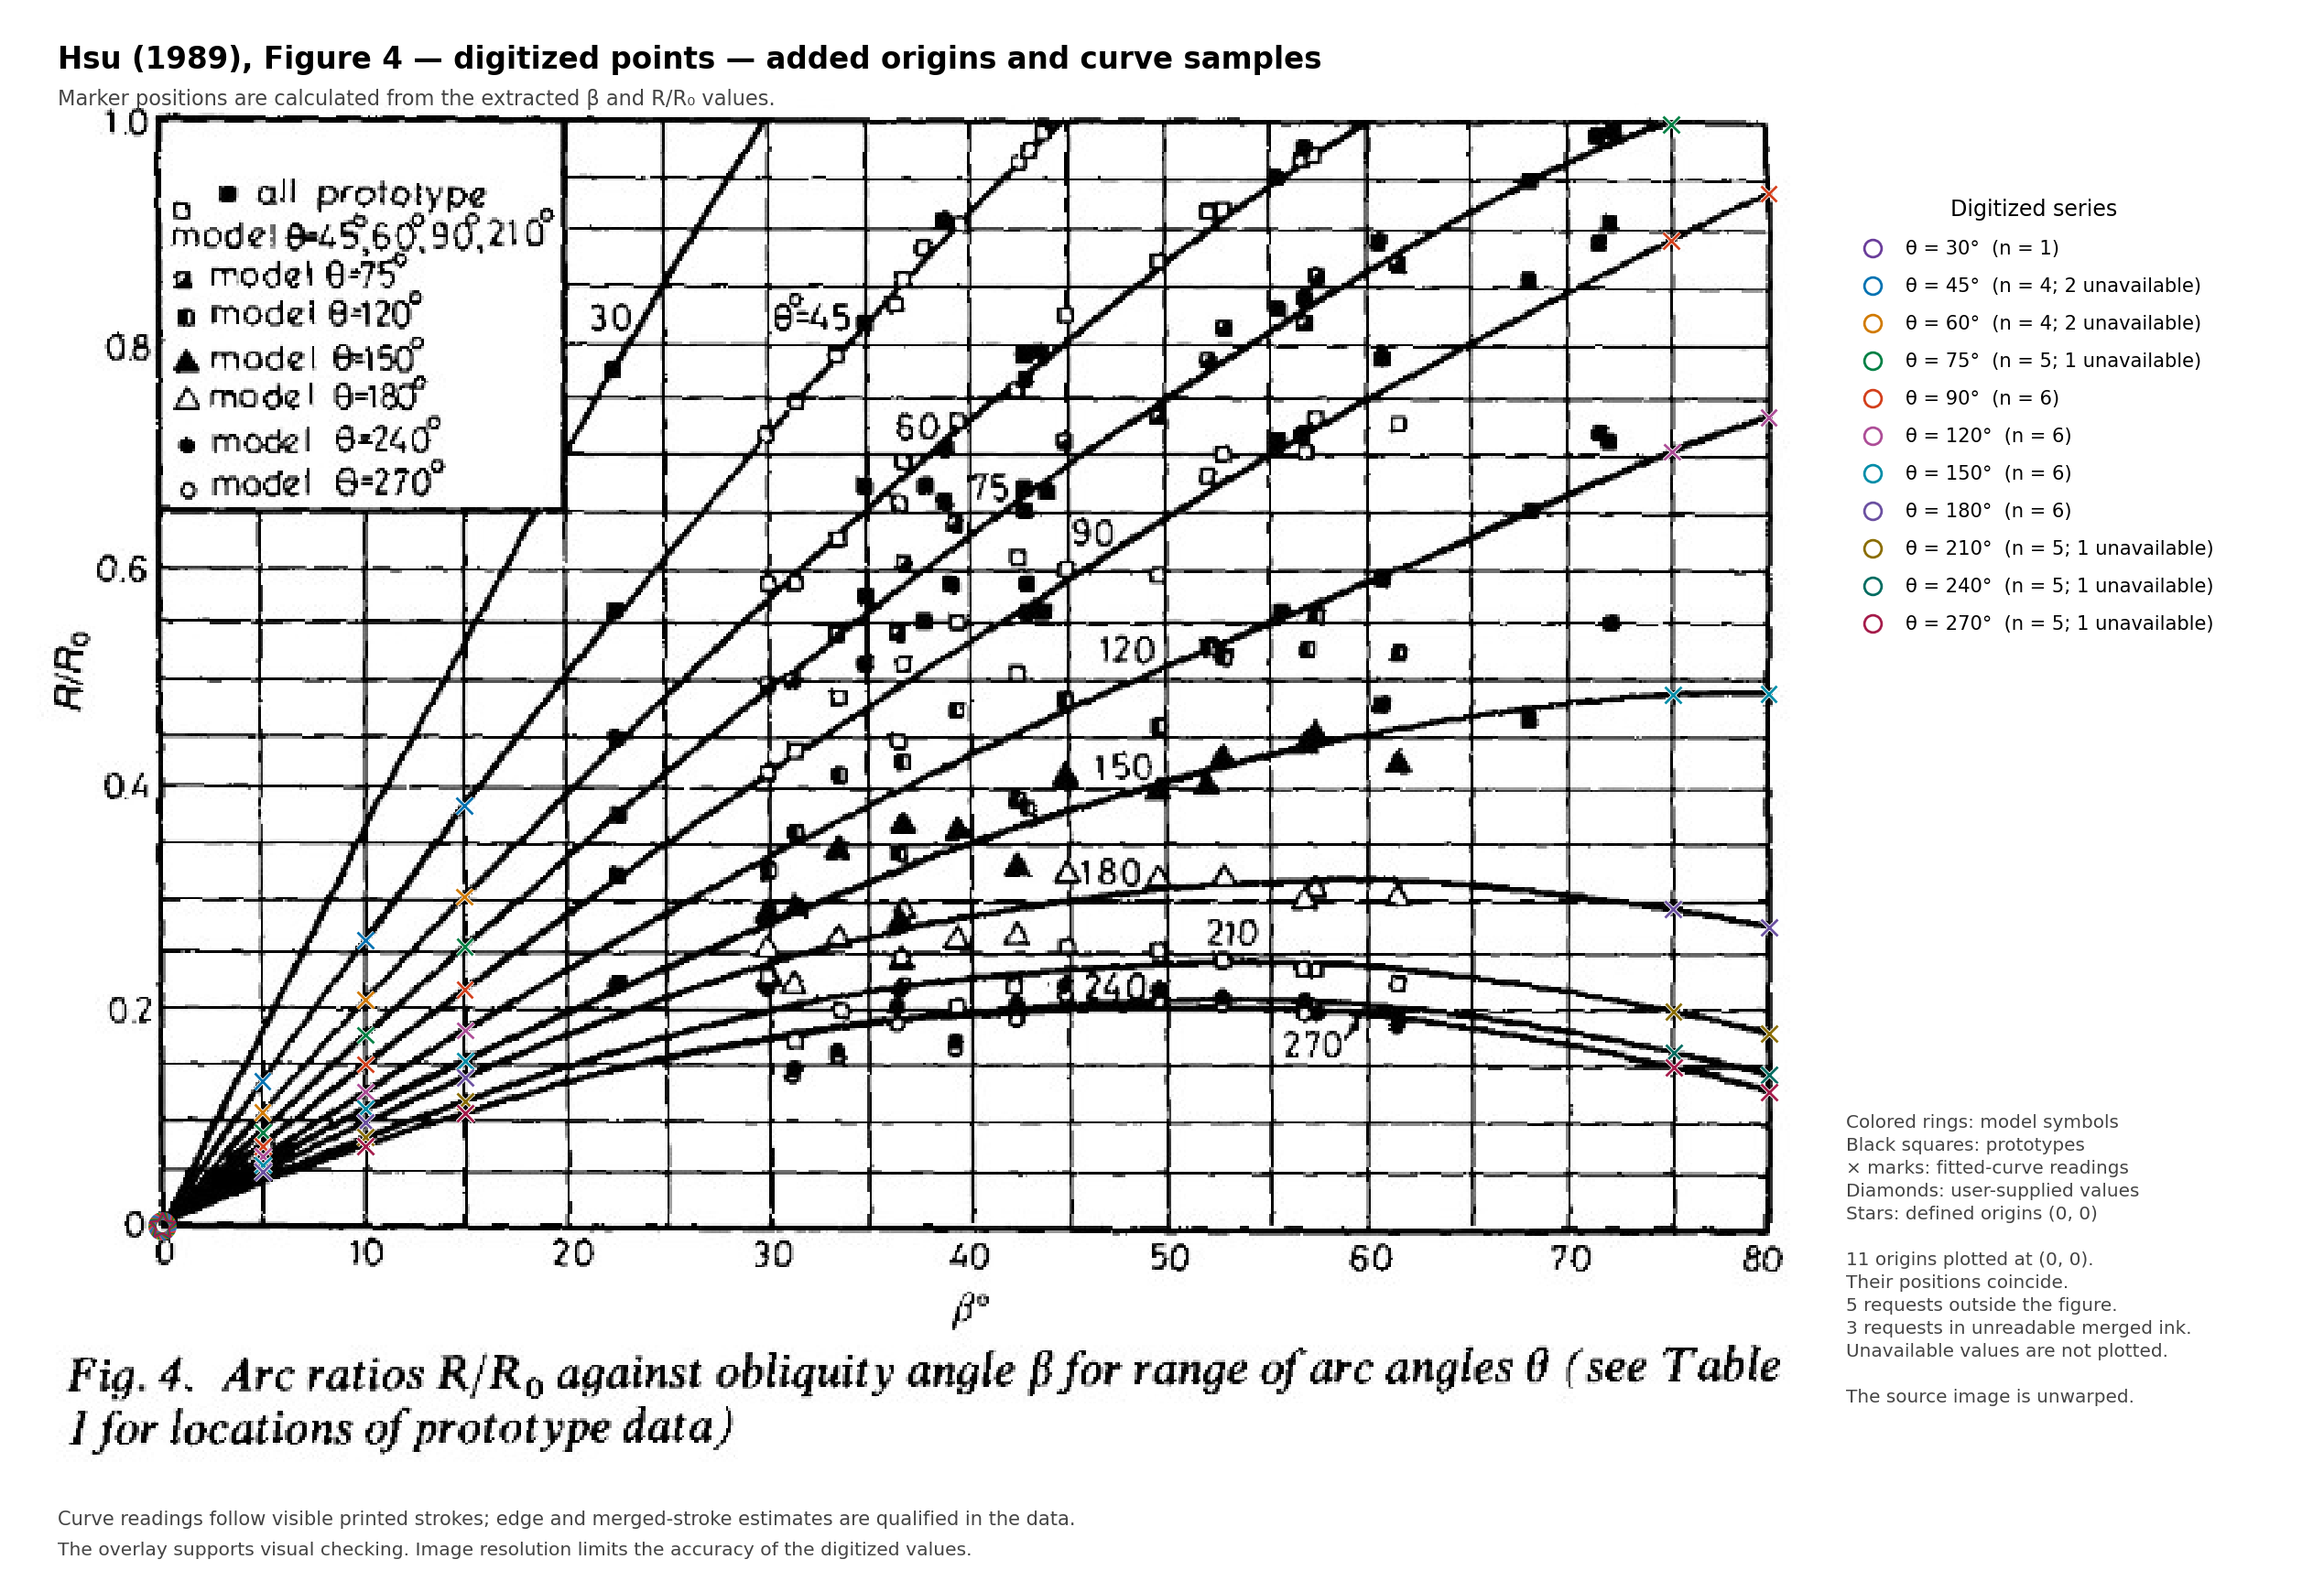 Hsu (1989), Figure 4 — digitized points — added origins and curve samples
Marker positions are calculated from the extracted β and R/R₀ values.
1.0
0.8
0.6
0.4
0.2
0
R/R₀
■ all prototype
□
model θ=45°,60°,90°,210°
model θ=75°
model θ=120°
▲ model θ=150°
△ model θ=180°
● model θ=240°
○ model θ=270°
30
θ°=45
60
75
90
120
150
180
210
240
270
0 10 20 30 40 50 60 70 80
β°
Fig. 4. Arc ratios R/R₀ against obliquity angle β for range of arc angles θ (see Table
1 for locations of prototype data)
Digitized series
θ = 30° (n = 1)
θ = 45° (n = 4; 2 unavailable)
θ = 60° (n = 4; 2 unavailable)
θ = 75° (n = 5; 1 unavailable)
θ = 90° (n = 6)
θ = 120° (n = 6)
θ = 150° (n = 6)
θ = 180° (n = 6)
θ = 210° (n = 5; 1 unavailable)
θ = 240° (n = 5; 1 unavailable)
θ = 270° (n = 5; 1 unavailable)
Colored rings: model symbols
Black squares: prototypes
× marks: fitted-curve readings
Diamonds: user-supplied values
Stars: defined origins (0, 0)
11 origins plotted at (0, 0).
Their positions coincide.
5 requests outside the figure.
3 requests in unreadable merged ink.
Unavailable values are not plotted.
The source image is unwarped.
Curve readings follow visible printed strokes; edge and merged-stroke estimates are qualified in the data.
The overlay supports visual checking. Image resolution limits the accuracy of the digitized values.